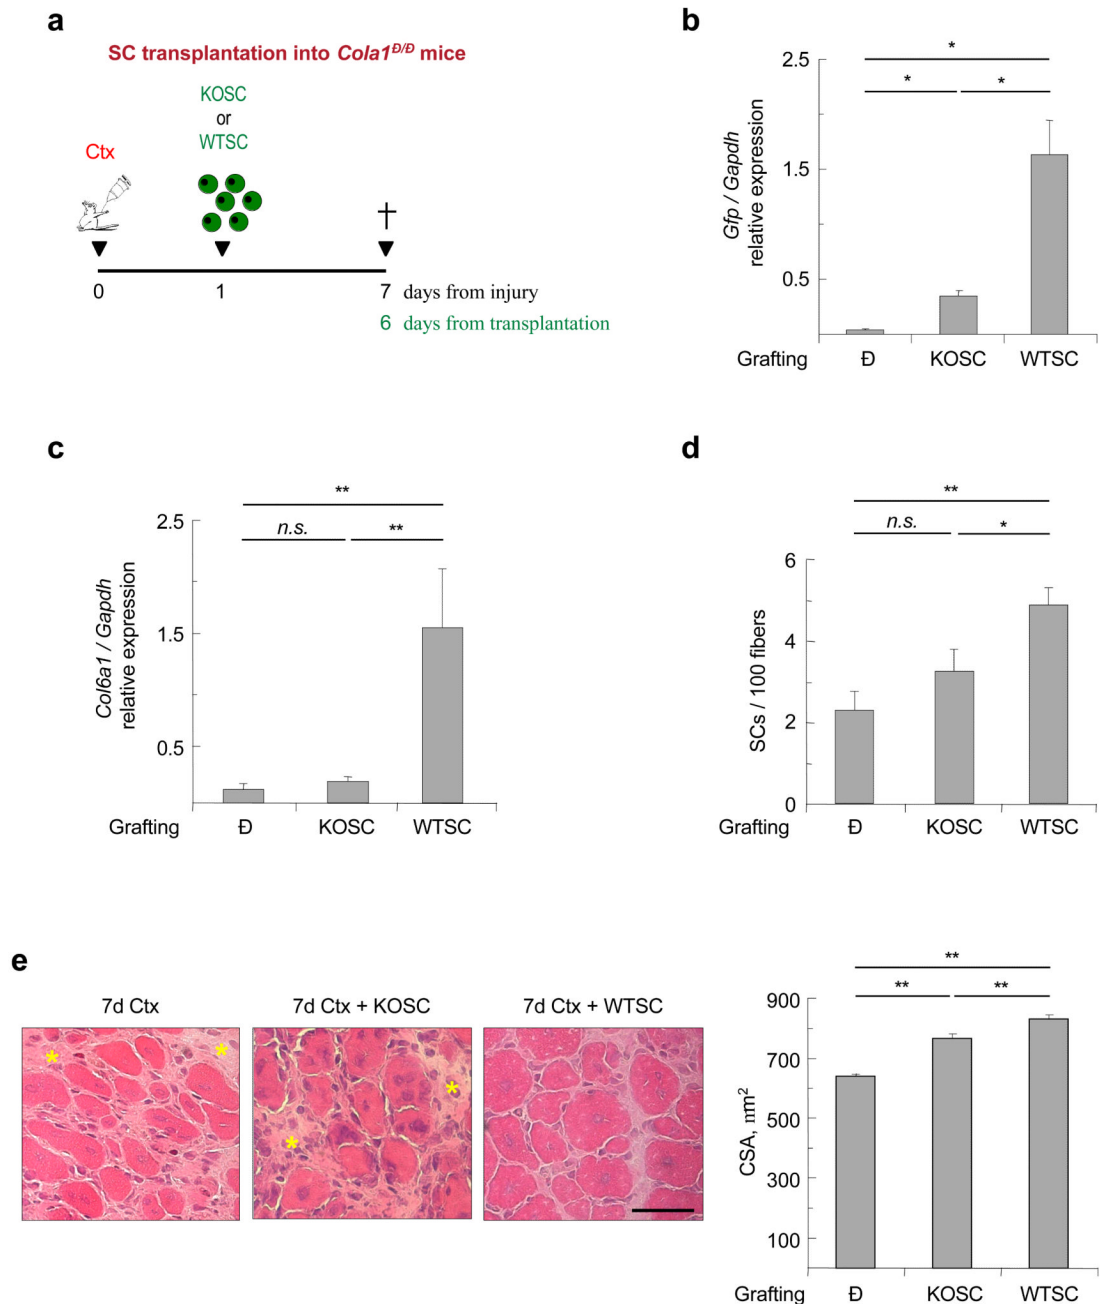 a
SC transplantation into Cola1^Đ/Đ mice
KOSC
or
WTSC
Ctx
0 1 7 days from injury
6 days from transplantation
b
* 
* *
2.5
1.5
0.5
Gfp / Gapdh
relative expression
Grafting Đ KOSC WTSC
c
**
n.s. **
2.5
1.5
0.5
Col6a1 / Gapdh
relative expression
Grafting Đ KOSC WTSC
d
**
n.s. *
6
4
2
0
SCs / 100 fibers
Grafting Đ KOSC WTSC
e
7d Ctx 7d Ctx + KOSC 7d Ctx + WTSC
* * * *
**
** **
900
700
500
300
100
CSA, nm²
Grafting Đ KOSC WTSC